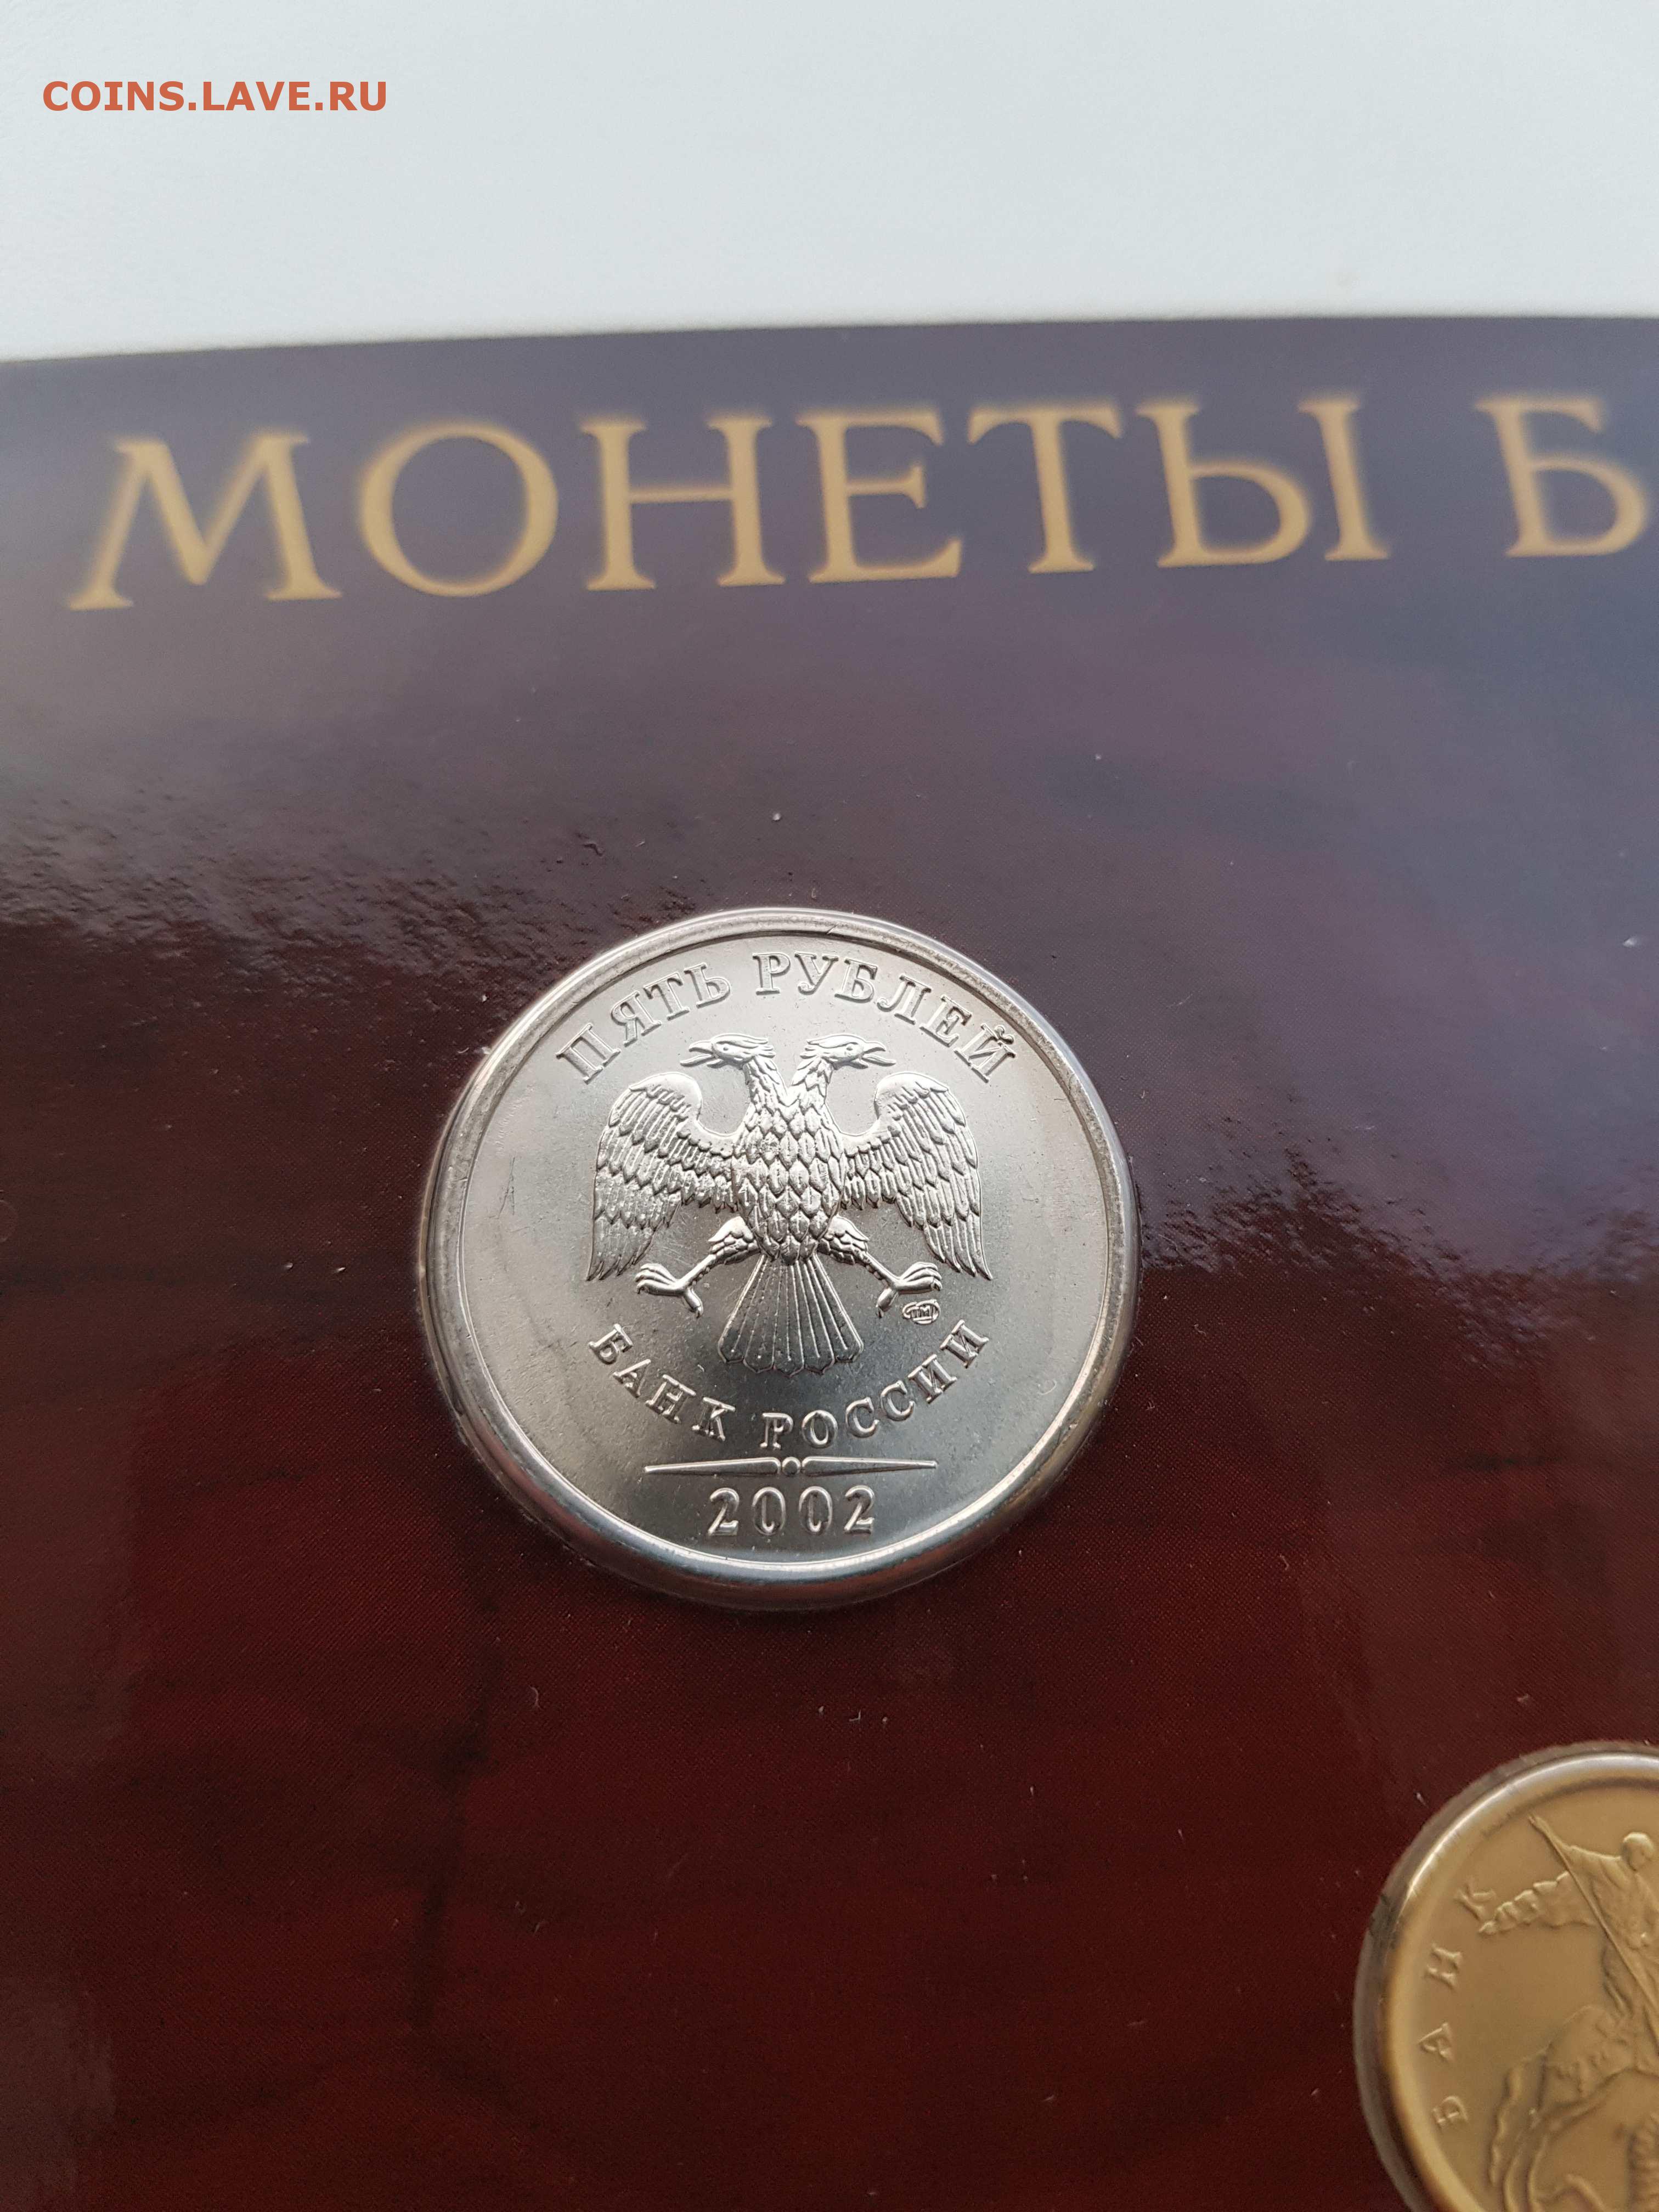 COINS.LAVE.RU
МОНЕТЫ Б
ПЯТЬ РУБЛЕЙ
БАНК РОССИИ
2002
БАНК